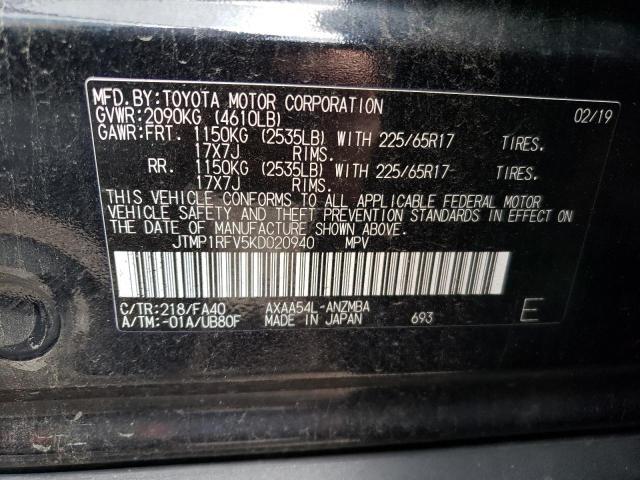 MFD.BY:TOYOTA MOTOR CORPORATION 02/19
GVWR:2090KG (4610LB)
GAWR:FRT. 1150KG (2535LB) WITH 225/65R17 TIRES.
17X7J RIMS.
RR. 1150KG (2535LB) WITH 225/65R17 TIRES.
17X7J RIMS.
THIS VEHICLE CONFORMS TO ALL APPLICABLE FEDERAL MOTOR
VEHICLE SAFETY AND THEFT PREVENTION STANDARDS IN EFFECT ON
THE DATE OF MANUFACTURE SHOWN ABOVE.
JTMP1RFV5KD020940 MPV
C/TR:218/FA40 AXAA54L-ANZMBA
A/TM:-01A/UB80F MADE IN JAPAN 693 E